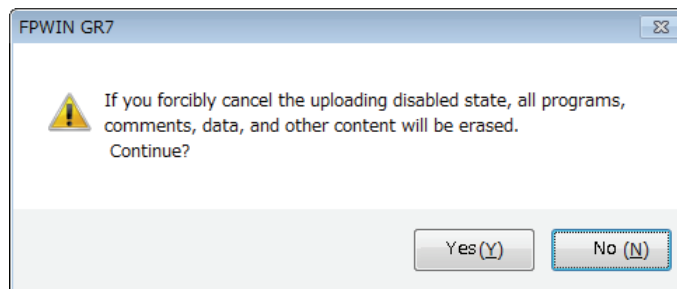 FPWIN GR7
If you forcibly cancel the uploading disabled state, all programs,
comments, data, and other content will be erased.
Continue?
Yes(Y) No (N)